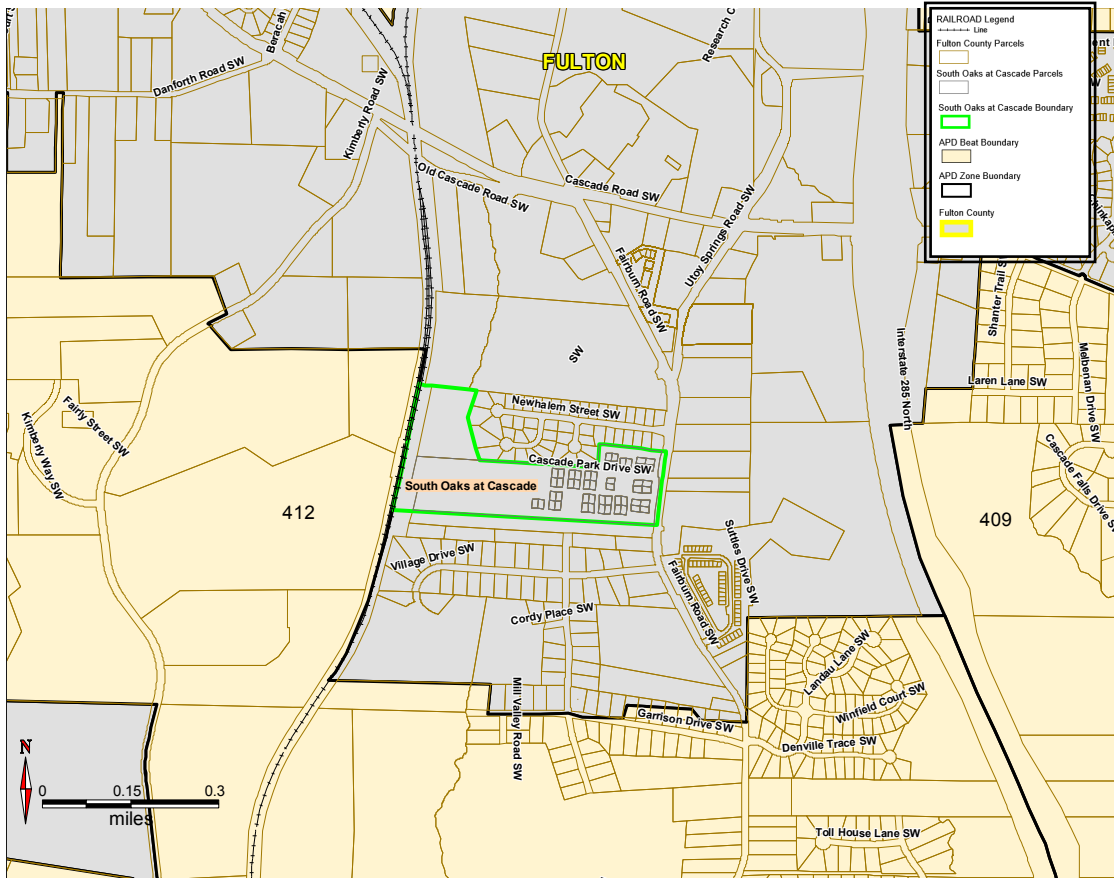 FULTON
Research C
Beracah
Danforth Road SW
Kimberly Road SW
Old Cascade Road SW
Cascade Road SW
Utoy Springs Road SW
Fairburn Road SW
SW
Interstate 285 North
Shanter Trail S
Melbenan Drive SW
Laren Lane SW
Cascade Falls Drive S
Fairly Street SW
Kimberly Way SW
Newhalem Street SW
Cascade Park Drive SW
South Oaks at Cascade
412
409
Village Drive SW
Suttles Drive SW
Fairburn Road SW
Cordy Place SW
Landau Lane SW
Winfield Court SW
Mill Valley Road SW
Garrison Drive SW
Denville Trace SW
Toll House Lane SW
N
0 0.15 0.3
miles
RAILROAD Legend
Line
Fulton County Parcels
South Oaks at Cascade Parcels
South Oaks at Cascade Boundary
APD Beat Boundary
APD Zone Buondary
Fulton County